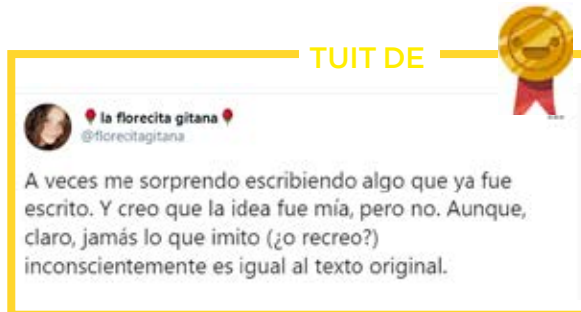 TUIT DE
la florecita gitana
@florecitagitana
A veces me sorprendo escribiendo algo que ya fue
escrito. Y creo que la idea fue mía, pero no. Aunque,
claro, jamás lo que imito (¿o recreo?)
inconscientemente es igual al texto original.